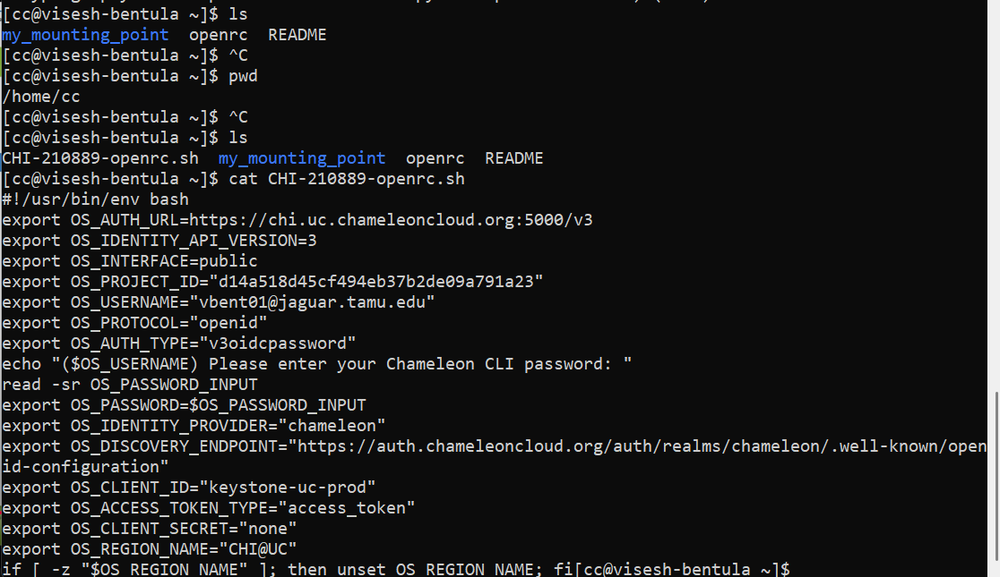 [cc@visesh-bentula ~]$ ls
my_mounting_point  openrc  README
[cc@visesh-bentula ~]$ ^C
[cc@visesh-bentula ~]$ pwd
/home/cc
[cc@visesh-bentula ~]$ ^C
[cc@visesh-bentula ~]$ ls
CHI-210889-openrc.sh  my_mounting_point  openrc  README
[cc@visesh-bentula ~]$ cat CHI-210889-openrc.sh
#!/usr/bin/env bash
export OS_AUTH_URL=https://chi.uc.chameleoncloud.org:5000/v3
export OS_IDENTITY_API_VERSION=3
export OS_INTERFACE=public
export OS_PROJECT_ID="d14a518d45cf494eb37b2de09a791a23"
export OS_USERNAME="vbent01@jaguar.tamu.edu"
export OS_PROTOCOL="openid"
export OS_AUTH_TYPE="v3oidcpassword"
echo "($OS_USERNAME) Please enter your Chameleon CLI password: "
read -sr OS_PASSWORD_INPUT
export OS_PASSWORD=$OS_PASSWORD_INPUT
export OS_IDENTITY_PROVIDER="chameleon"
export OS_DISCOVERY_ENDPOINT="https://auth.chameleoncloud.org/auth/realms/chameleon/.well-known/open
id-configuration"
export OS_CLIENT_ID="keystone-uc-prod"
export OS_ACCESS_TOKEN_TYPE="access_token"
export OS_CLIENT_SECRET="none"
export OS_REGION_NAME="CHI@UC"
if [ -z "$OS_REGION_NAME" ]; then unset OS_REGION_NAME; fi[cc@visesh-bentula ~]$